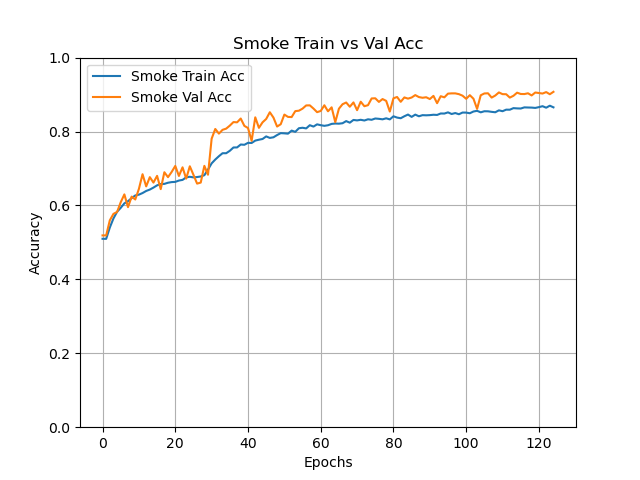 Smoke Train vs Val Acc
Smoke Train Acc
Smoke Val Acc
1.0
0.8
0.6
0.4
0.2
0.0
Accuracy
0 20 40 60 80 100 120
Epochs